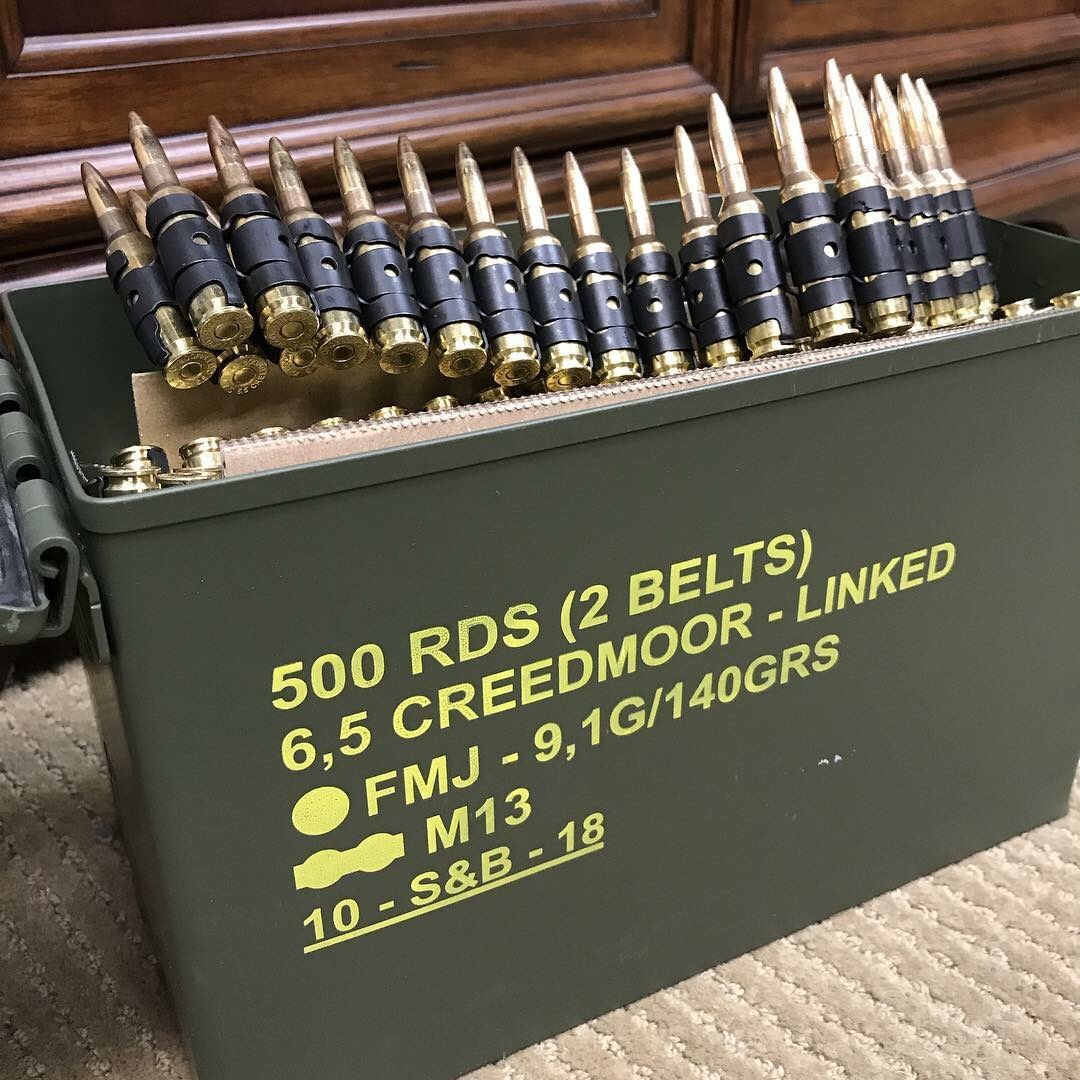 500 RDS (2 BELTS)
6,5 CREEDMOOR - LINKED
FMJ - 9,1G/140GRS
M13
10 - S&B - 18